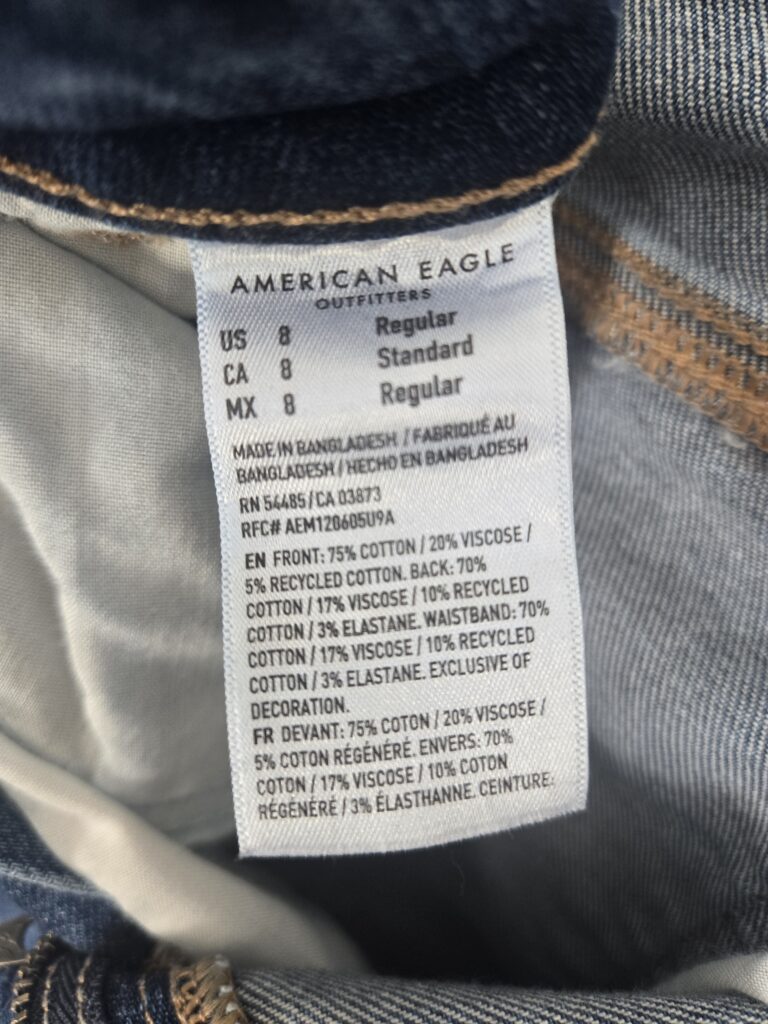 AMERICAN EAGLE
OUTFITTERS
US 8 Regular
CA 8 Standard
MX 8 Regular
MADE IN BANGLADESH / FABRIQUÉ AU
BANGLADESH / HECHO EN BANGLADESH
RN 54485 / CA 03873
RFC# AEM120605U9A
EN FRONT: 75% COTTON / 20% VISCOSE /
5% RECYCLED COTTON. BACK: 70%
COTTON / 17% VISCOSE / 10% RECYCLED
COTTON / 3% ELASTANE. WAISTBAND: 70%
COTTON / 17% VISCOSE / 10% RECYCLED
COTTON / 3% ELASTANE. EXCLUSIVE OF
DECORATION.
FR DEVANT: 75% COTON / 20% VISCOSE /
5% COTON RÉGÉNÉRÉ. ENVERS: 70%
COTON / 17% VISCOSE / 10% COTON
RÉGÉNÉRÉ / 3% ÉLASTHANNE. CEINTURE: